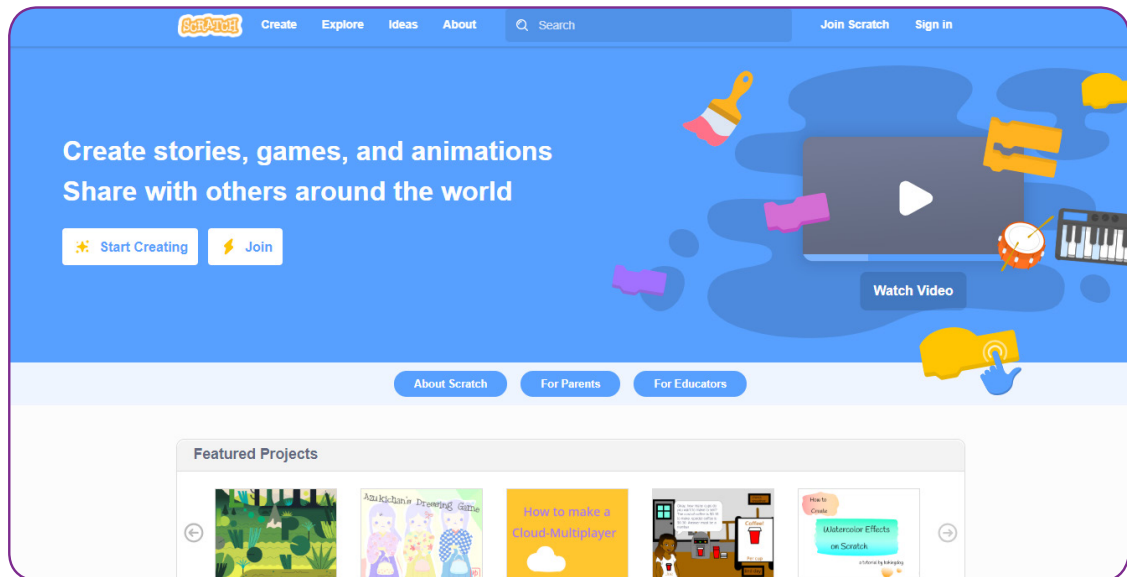 SCRATCH Create Explore Ideas About Search Join Scratch Sign in
Create stories, games, and animations
Share with others around the world
Start Creating Join
Watch Video
About Scratch For Parents For Educators
Featured Projects
Azukichan's Dressing Game
How to make a
Cloud-Multiplayer
Coffee!
How to
Create
Watercolor Effects
on Scratch